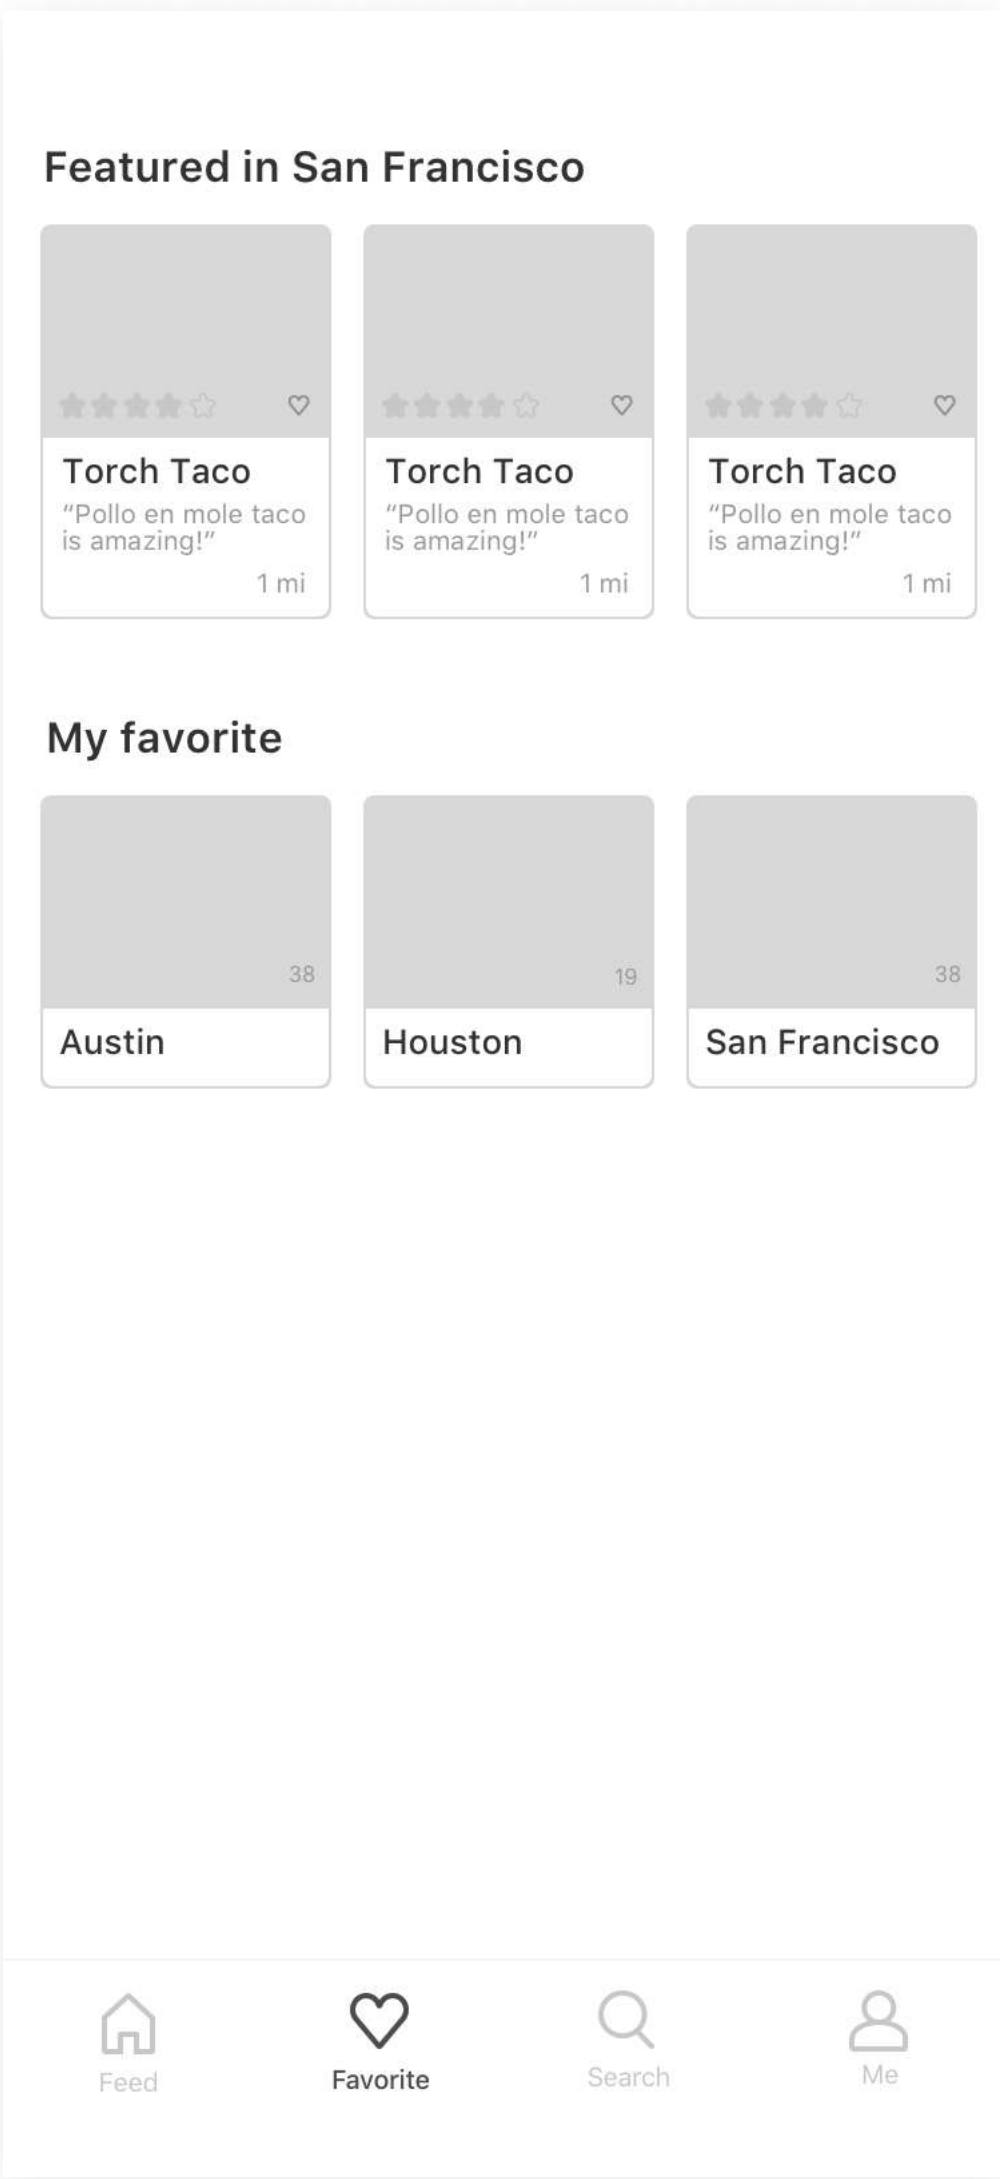 Featured in San Francisco
Torch Taco
“Pollo en mole taco
is amazing!”
1 mi
Torch Taco
“Pollo en mole taco
is amazing!”
1 mi
Torch Taco
“Pollo en mole taco
is amazing!”
1 mi
My favorite
38
Austin
19
Houston
38
San Francisco
Feed
Favorite
Search
Me